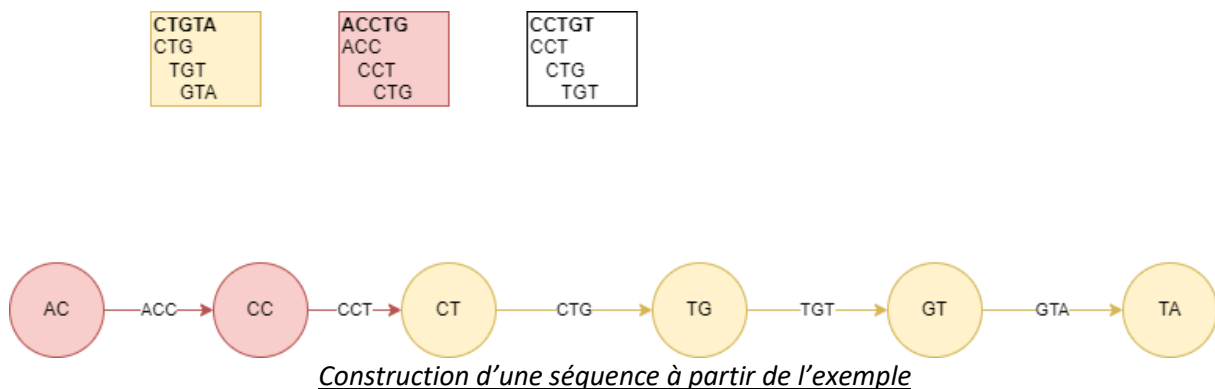 CTGTA
CTG
TGT
GTA
ACCTG
ACC
CCT
CTG
CCTGT
CCT
CTG
TGT
AC ACC CC CCT CT CTG TG TGT GT GTA TA
Construction d’une séquence à partir de l’exemple